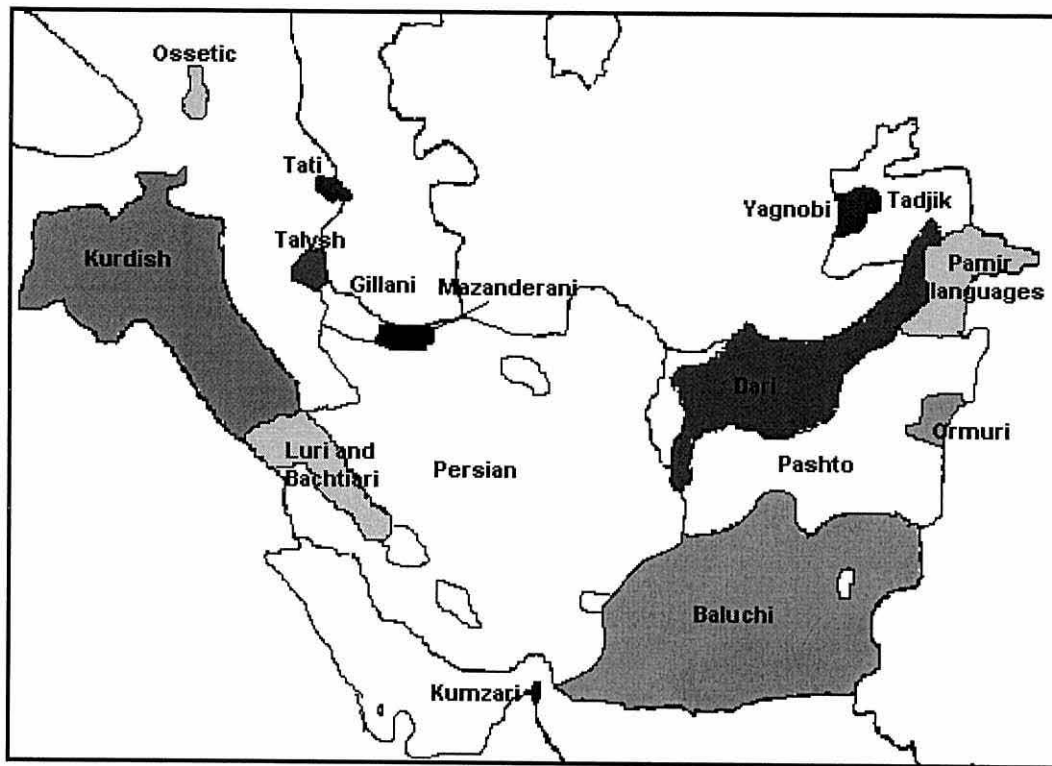 Ossetic
Tati
Yagnobi
Tadjik
Talysh
Kurdish
Gillani
Mazanderani
Pamir
languages
Dari
Ormuri
Luri and
Bachtiari
Persian
Pashto
Baluchi
Kumzari